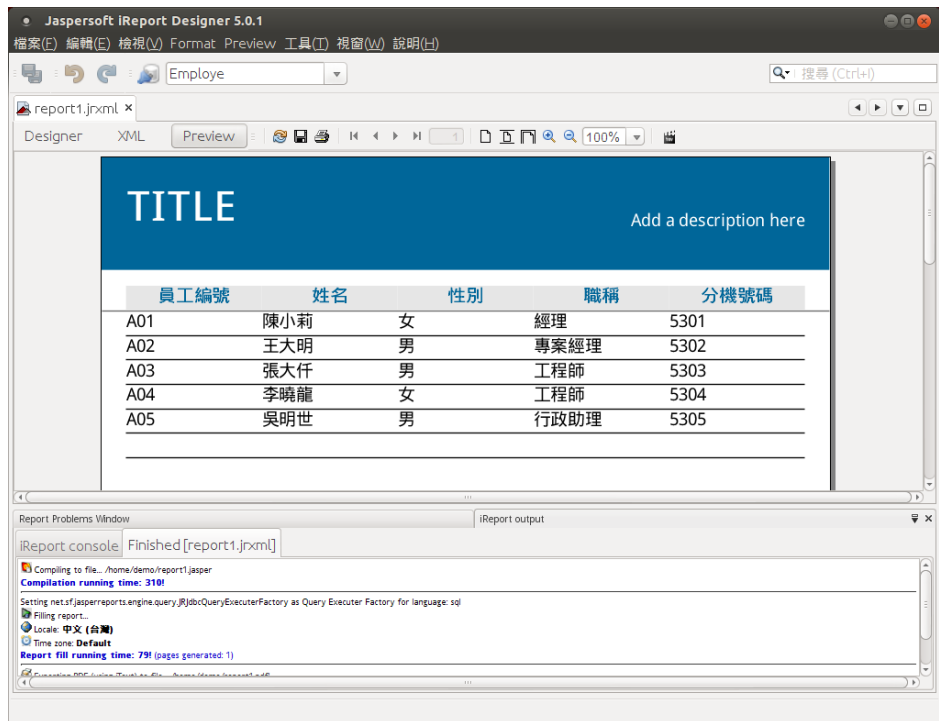 Jaspersoft iReport Designer 5.0.1
檔案(F) 編輯(E) 檢視(V) Format Preview 工具(T) 視窗(W) 說明(H)
Employe 搜尋 (Ctrl+I)
report1.jrxml
Designer XML Preview 1 100%
TITLE
Add a description here
員工編號 姓名 性別 職稱 分機號碼
A01 陳小莉 女 經理 5301
A02 王大明 男 專案經理 5302
A03 張大仟 男 工程師 5303
A04 李曉龍 女 工程師 5304
A05 吳明世 男 行政助理 5305
Report Problems Window iReport output
iReport console Finished [report1.jrxml]
Compiling to file... /home/demo/report1.jasper
Compilation running time: 310!
Setting net.sf.jasperreports.engine.query.JRJdbcQueryExecuterFactory as Query Executer Factory for language: sql
Filling report...
Locale: 中文 (台灣)
Time zone: Default
Report fill running time: 79! (pages generated: 1)